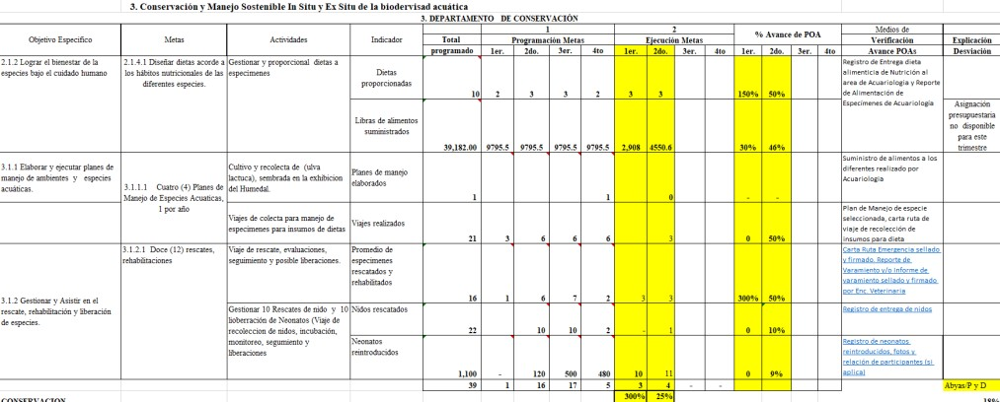 3. Conservación y Manejo Sostenible In Situ y Ex Situ de la biodervisad acuática
3. DEPARTAMENTO DE CONSERVACIÓN
1 2 % Avance de POA Medios de
Objetivo Especifico Metas Actividades Indicador Total Programación Metas Ejecución Metas Verificación Explicación
programado 1er. 2do. 3er. 4to 1er. 2do. 3er. 4to 1er. 2do. 3er. 4to Avance POAs Desviación
2.1.2 Lograr el bienestar de la
especies bajo el cuidado humano
2.1.4.1 Diseñar dietas acorde a
los hábitos nutricionales de las
diferentes especies.
Gestionar y proporcional dietas a
especimenes
Dietas
proporcionadas
10 2 3 3 2 3 3 150% 50%
Registro de Entrega dieta
alimenticia de Nutrición al
area de Acuariologia y Reporte
de Alimentación de
Especímenes de Acuariología
Libras de alimentos
suministrados
39,182.00 9795.5 9795.5 9795.5 9795.5 2,908 4550.6 30% 46%
Asignación
presupuestaria
no disponible
para este
trimestre
3.1.1 Elaborar y ejecutar planes de
manejo de ambientes y especies
acuáticas.
3.1.1.1 Cuatro (4) Planes de
Manejo de Especies Acuaticas,
1 por año
Cultivo y recolecta de (ulva
lactuca), sembrada en la exhibicion
del Humedal.
Planes de manejo
elaborados
1 1 0 - -
Suministro de alimentos a los
diferentes realizado por
Acuariologia
Viajes de colecta para manejo de
especimenes para insumos de dietas
Viajes realizados
21 3 6 6 6 3 0 50%
Plan de Manejo de especie
seleccionada, carta ruta de
viaje de recolección de
insumos para dieta
3.1.2 Gestionar y Asistir en el
rescate, rehabilitación y liberación
de especies.
3.1.2.1 Doce (12) rescates,
rehabilitaciones
Viaje de rescate, evaluaciones,
seguimiento y posible liberaciones.
Promedio de
especimenes
rescatados y
rehabilitados
16 1 6 7 2 3 3 300% 50%
Carta Ruta Emergencia sellado
y firmado, Reporte de
Varamiento y/o Informe de
varamiento sellado y firmado
por Enc. Veterinaria
Gestionar 10 Rescates de nido y 10
lioberración de Neonatos (Viaje de
recoleccion de nidos, incubación,
monitoreo, segumiento y
liberaciones
Nidos rescatados
22 10 10 2 - 1 0 10%
Registro de entrega de nidos
Neonatos
reintroducidos
1,100 - 120 500 480 10 11 0 9%
Registro de neonatos
reintroducidos, fotos y
relación de participantes (si
aplica)
39 1 16 17 5 3 4 - - Abyas/P y D
CONSERVACION 300% 25% 18%